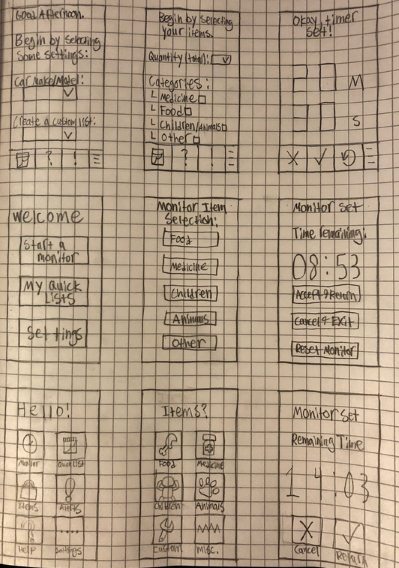 Good Afternoon.
Begin by selecting
some settings:
Car Make/Model:
Create a custom list:
? !
Begin by selecting
your items.
Quantity (total):
Categories:
Medicine
Food
Children/Animals
Other
? !
Okay, timer
set!
M
S
Welcome
Start a
monitor
My Quick
Lists
Settings
Monitor Item
Selection:
Food
Medicine
Children
Animals
Other
Monitor Set
Time remaining:
08:53
Accept & Return
Cancel & Exit
Reset Monitor
Hello!
Monitor
Quick List
Items
Alerts
Help
Settings
Items?
Food
Medicine
Children
Animals
Custom
Misc.
Monitor Set
Remaining Time
14:03
Cancel
Return